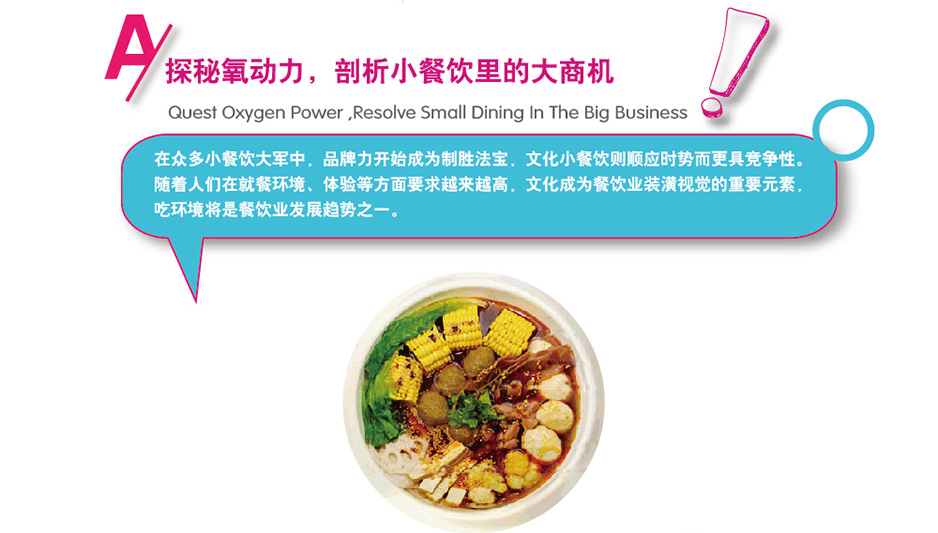 A/
探秘氧动力，剖析小餐饮里的大商机
Quest Oxygen Power ,Resolve Small Dining In The Big Business
在众多小餐饮大军中，品牌力开始成为制胜法宝，文化小餐饮则顺应时势而更具竞争性。
随着人们在就餐环境、体验等方面要求越来越高，文化成为餐饮业装潢视觉的重要元素，
吃环境将是餐饮业发展趋势之一。